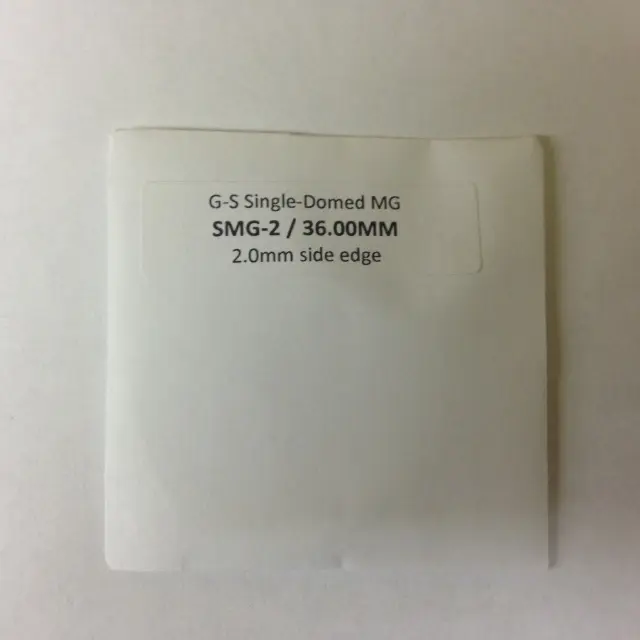 G-S Single-Domed MG
SMG-2 / 36.00MM
2.0mm side edge